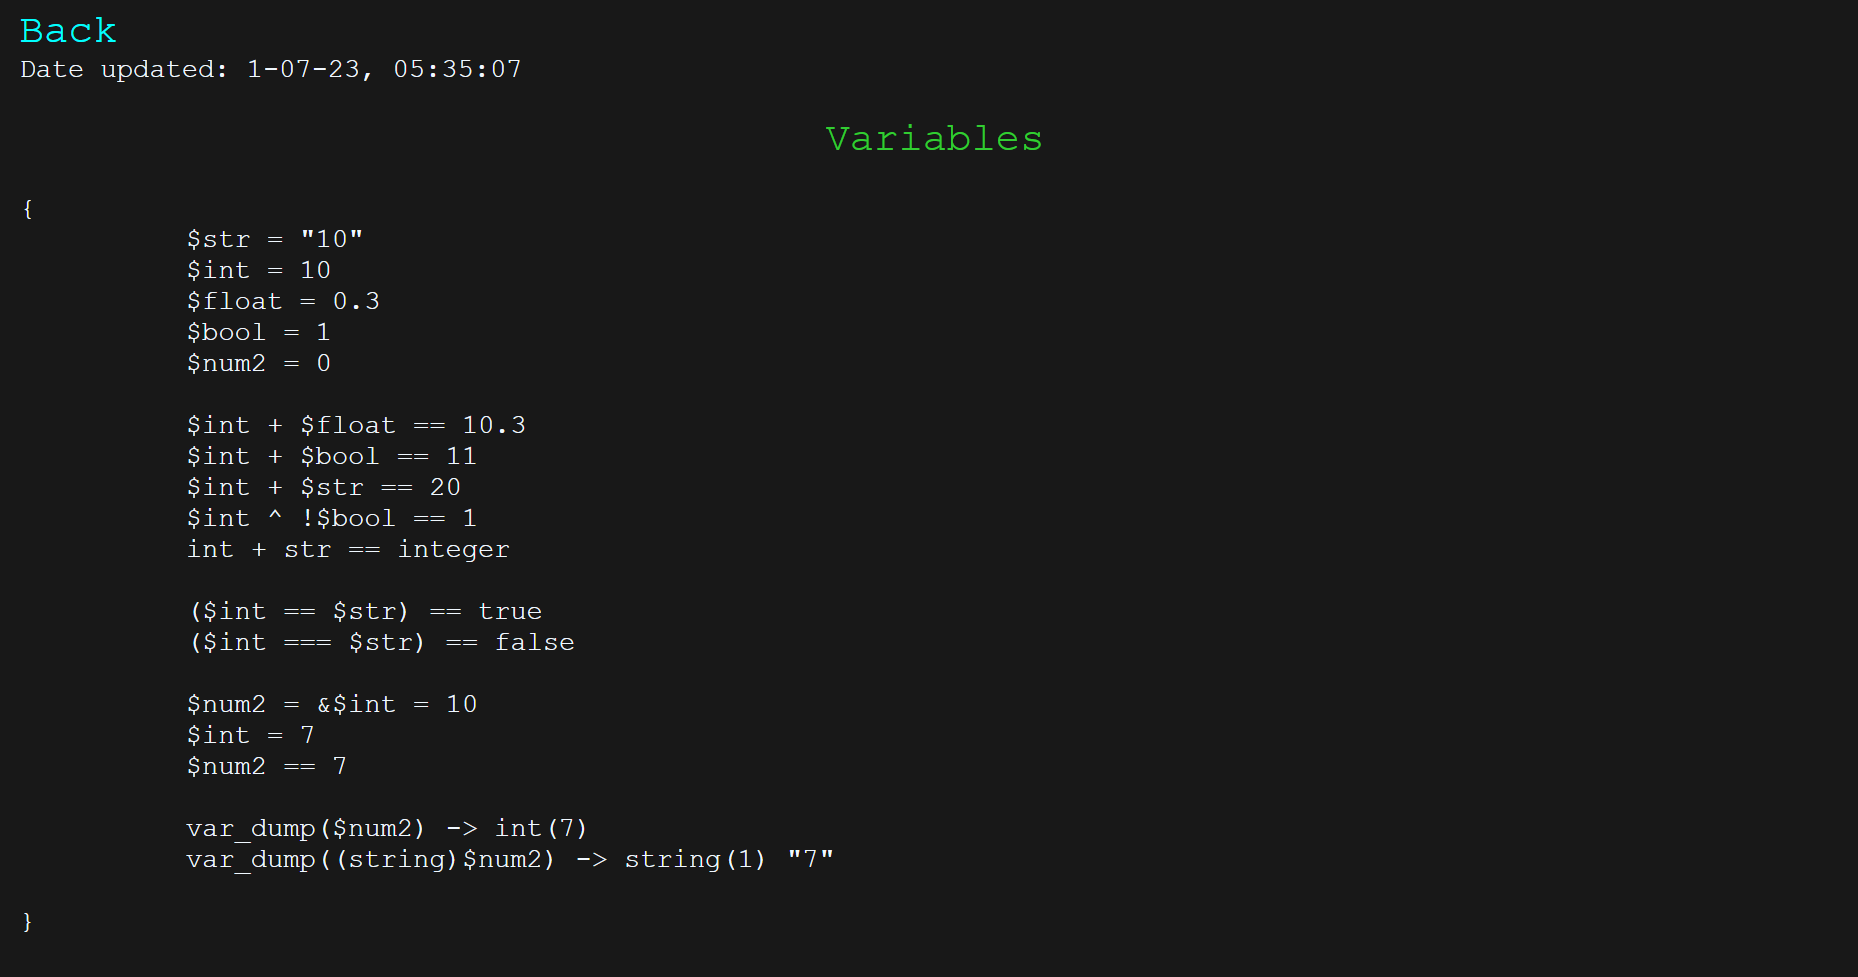 Back
Date updated: 1-07-23, 05:35:07
Variables
{
$str = "10"
$int = 10
$float = 0.3
$bool = 1
$num2 = 0
$int + $float == 10.3
$int + $bool == 11
$int + $str == 20
$int ^ !$bool == 1
int + str == integer
($int == $str) == true
($int === $str) == false
$num2 = &$int = 10
$int = 7
$num2 == 7
var_dump($num2) -> int(7)
var_dump((string)$num2) -> string(1) "7"
}